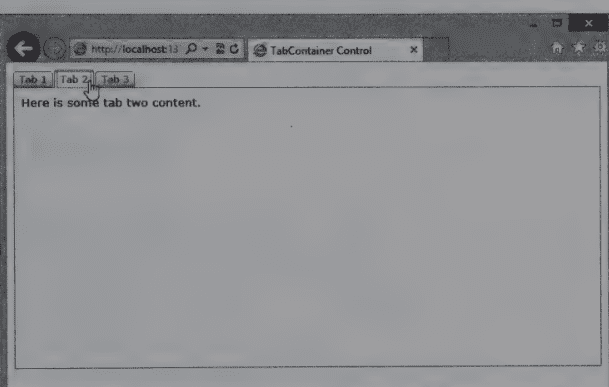 http://localhost:13
TabContainer Control
Tab 1 Tab 2 Tab 3
Here is some tab two content.